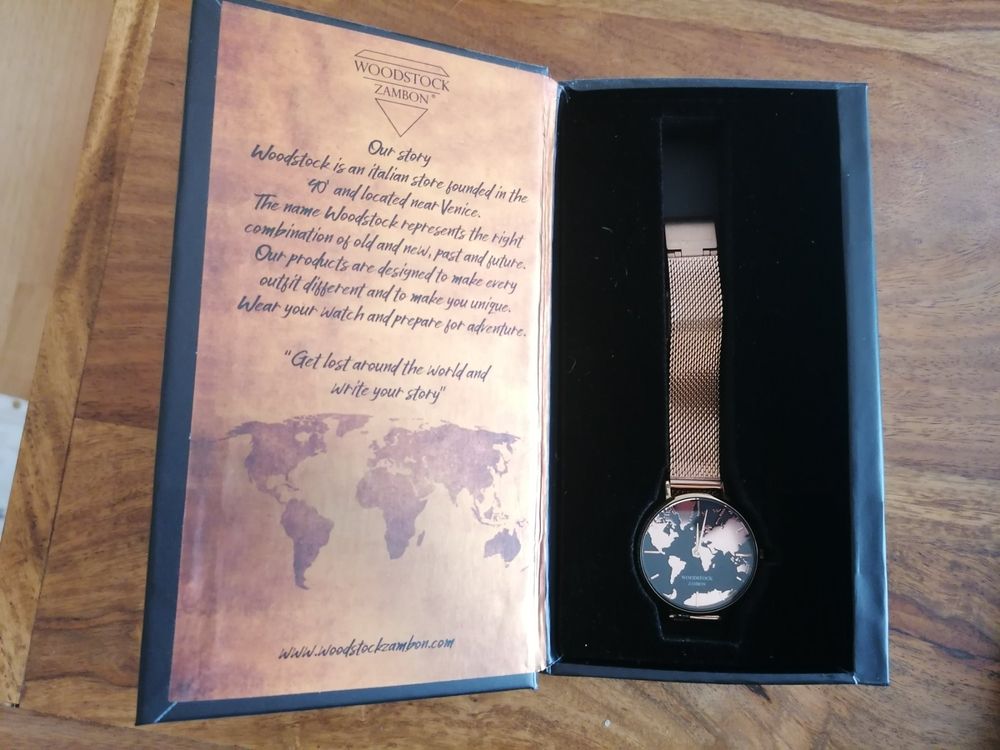 WOODSTOCK
ZAMBON®
Our story
Woodstock is an italian store founded in the
90' and located near Venice.
The name Woodstock represents the right
combination of old and new, past and future.
Our products are designed to make every
outfit different and to make you unique.
Wear your watch and prepare for adventure.
"Get lost around the world and
write your story"
www.woodstockzambon.com
WOODSTOCK
ZAMBON